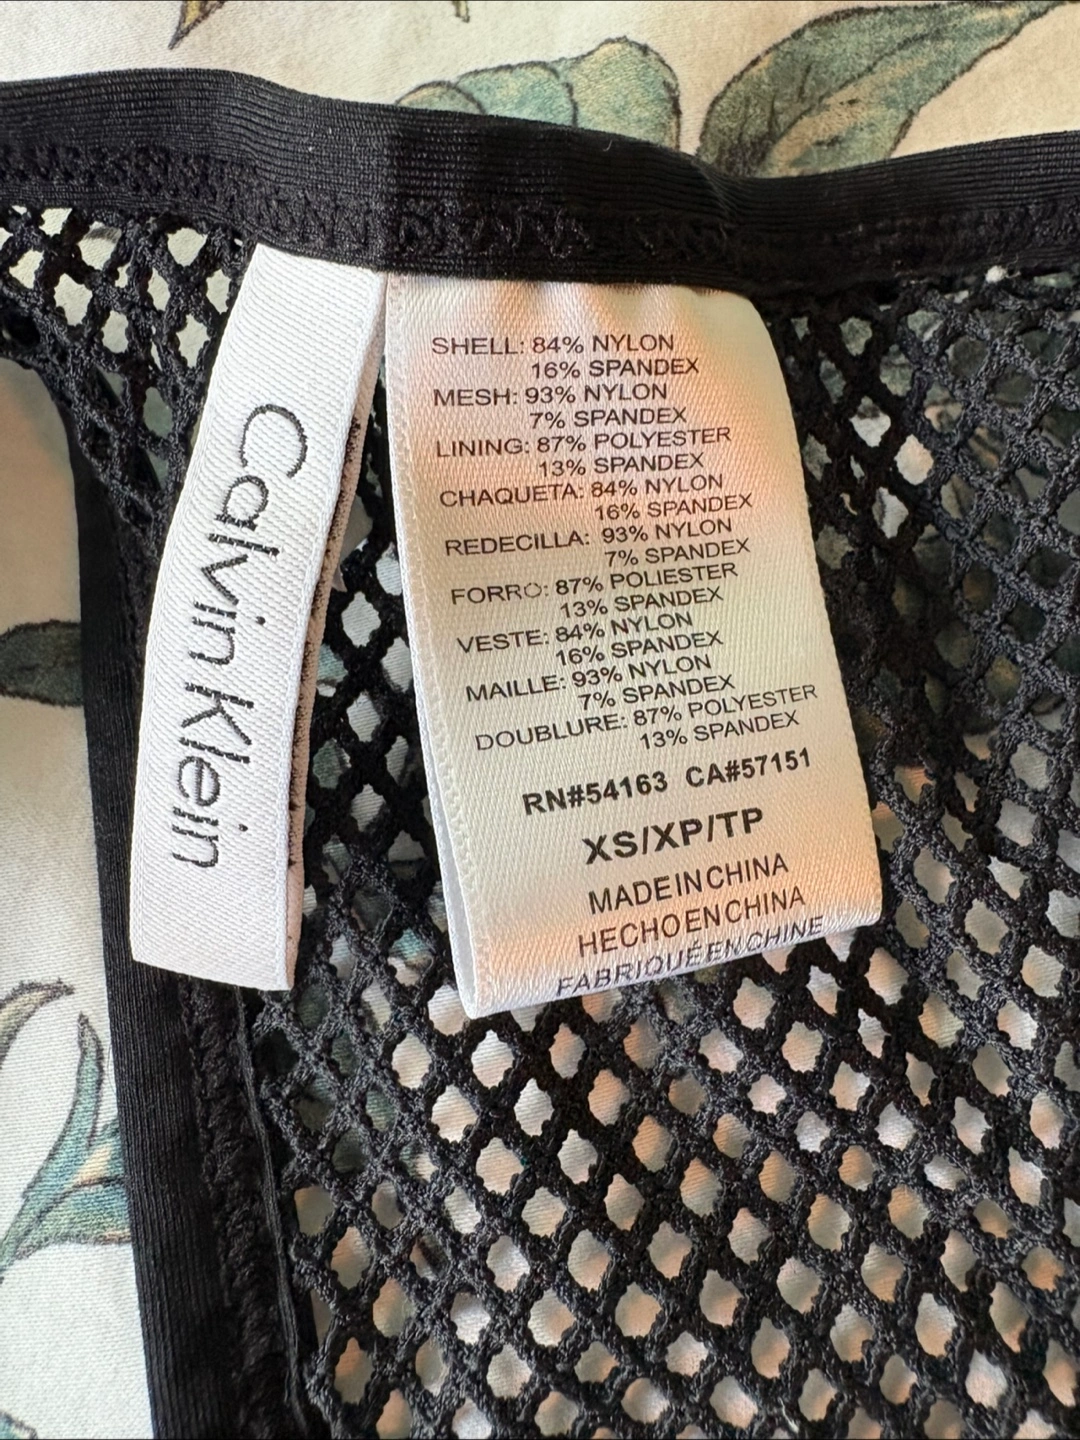 Calvin Klein
SHELL: 84% NYLON
16% SPANDEX
MESH: 93% NYLON
7% SPANDEX
LINING: 87% POLYESTER
13% SPANDEX
CHAQUETA: 84% NYLON
16% SPANDEX
REDECILLA: 93% NYLON
7% SPANDEX
FORRO: 87% POLIESTER
13% SPANDEX
VESTE: 84% NYLON
16% SPANDEX
MAILLE: 93% NYLON
7% SPANDEX
DOUBLURE: 87% POLYESTER
13% SPANDEX
RN#54163 CA#57151
XS/XP/TP
MADE IN CHINA
HECHO EN CHINA
FABRIQUÉ EN CHINE